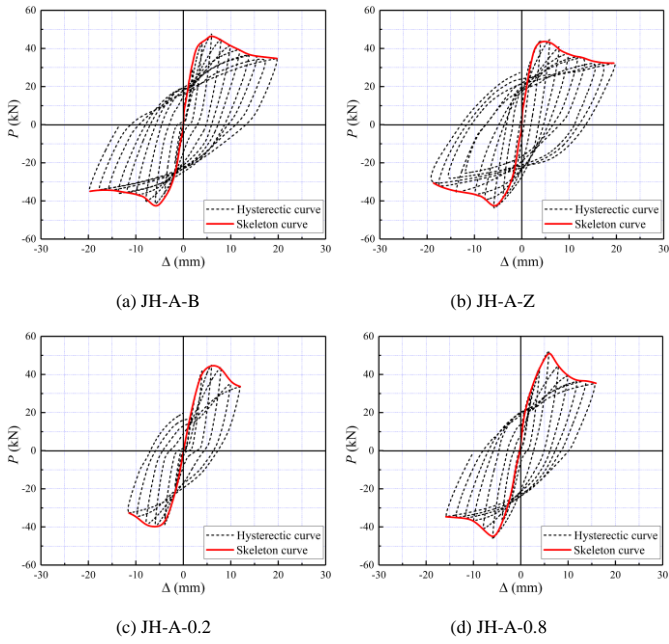 60
40
20
0
-20
-40
-60
P (kN)
-30 -20 -10 0 10 20 30
Δ (mm)
Hysterectic curve
Skeleton curve
(a) JH-A-B
60
40
20
0
-20
-40
-60
P (kN)
-30 -20 -10 0 10 20 30
Δ (mm)
Hysterectic curve
Skeleton curve
(b) JH-A-Z
60
40
20
0
-20
-40
-60
P (kN)
-30 -20 -10 0 10 20 30
Δ (mm)
Hysterectic curve
Skeleton curve
(c) JH-A-0.2
60
40
20
0
-20
-40
-60
P (kN)
-30 -20 -10 0 10 20 30
Δ (mm)
Hysterectic curve
Skeleton curve
(d) JH-A-0.8